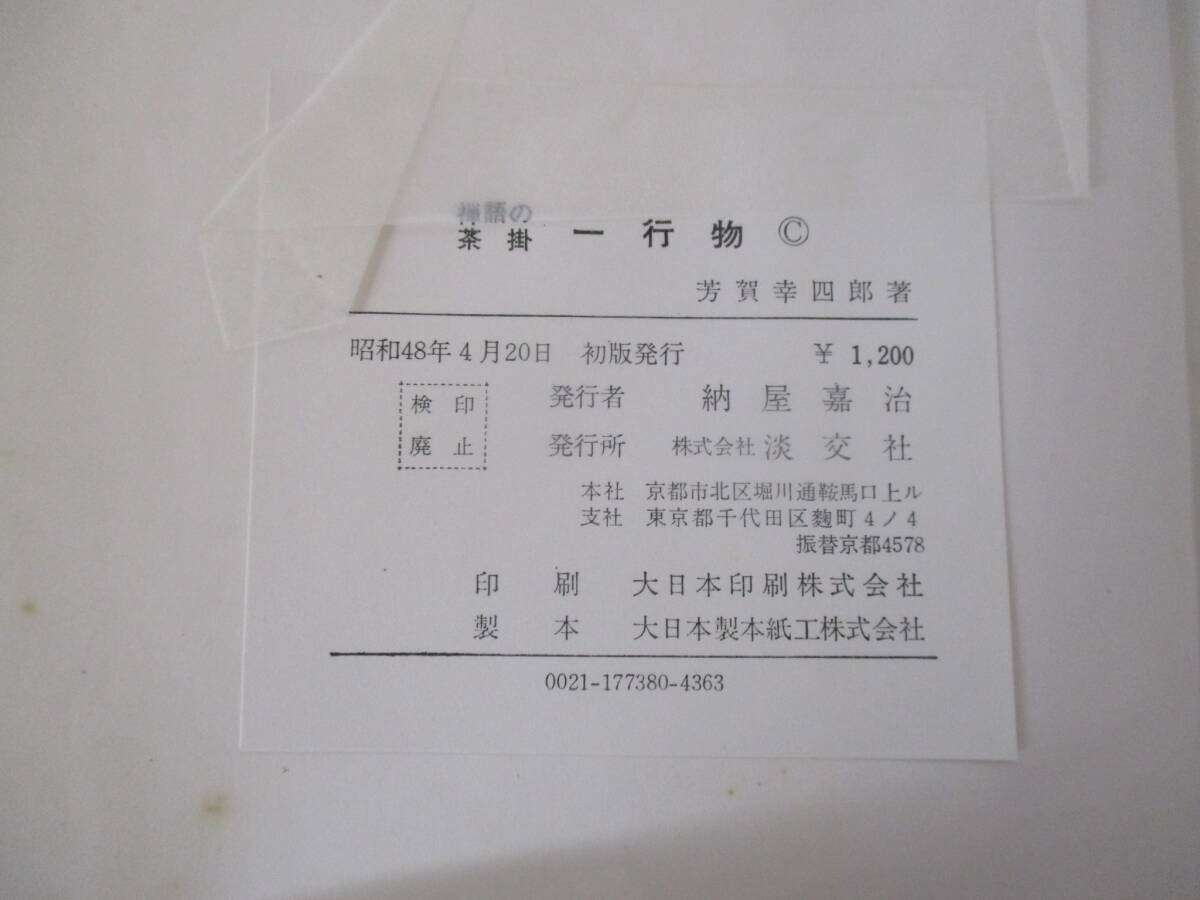 禅語の
茶掛 一行物 ©
芳賀幸四郎著
昭和48年4月20日 初版発行 ¥ 1,200
検印
廃止
発行者 納屋嘉治
発行所 株式会社 淡交社
本社 京都市北区堀川通鞍馬口上ル
支社 東京都千代田区麴町4ノ4
振替京都4578
印刷 大日本印刷株式会社
製本 大日本製本紙工株式会社
0021-177380-4363